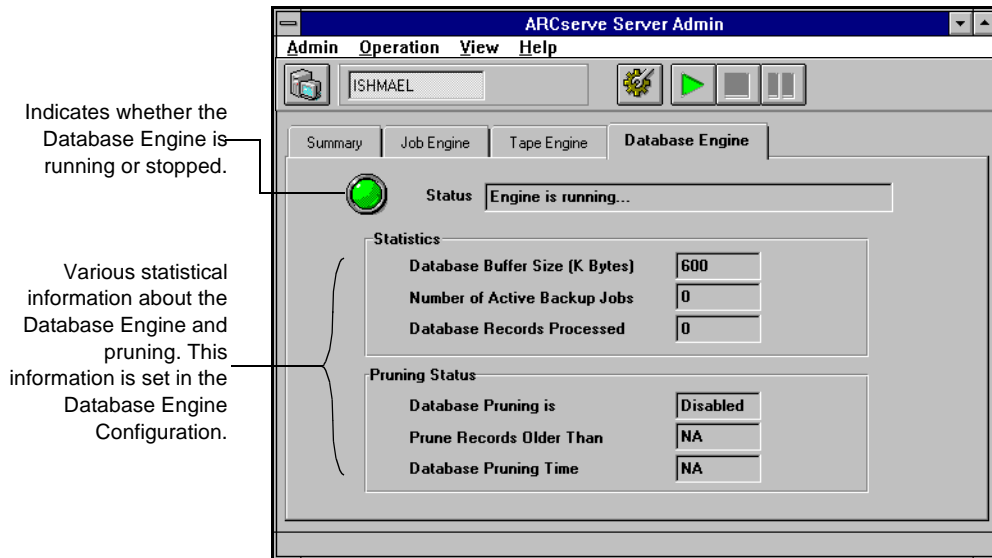 ARCserve Server Admin
Admin Operation View Help
ISHMAEL
Summary Job Engine Tape Engine Database Engine
Indicates whether the
Database Engine is
running or stopped.
Status Engine is running...
Statistics
Database Buffer Size (K Bytes) 600
Number of Active Backup Jobs 0
Database Records Processed 0
Various statistical
information about the
Database Engine and
pruning. This
information is set in the
Database Engine
Configuration.
Pruning Status
Database Pruning is Disabled
Prune Records Older Than NA
Database Pruning Time NA